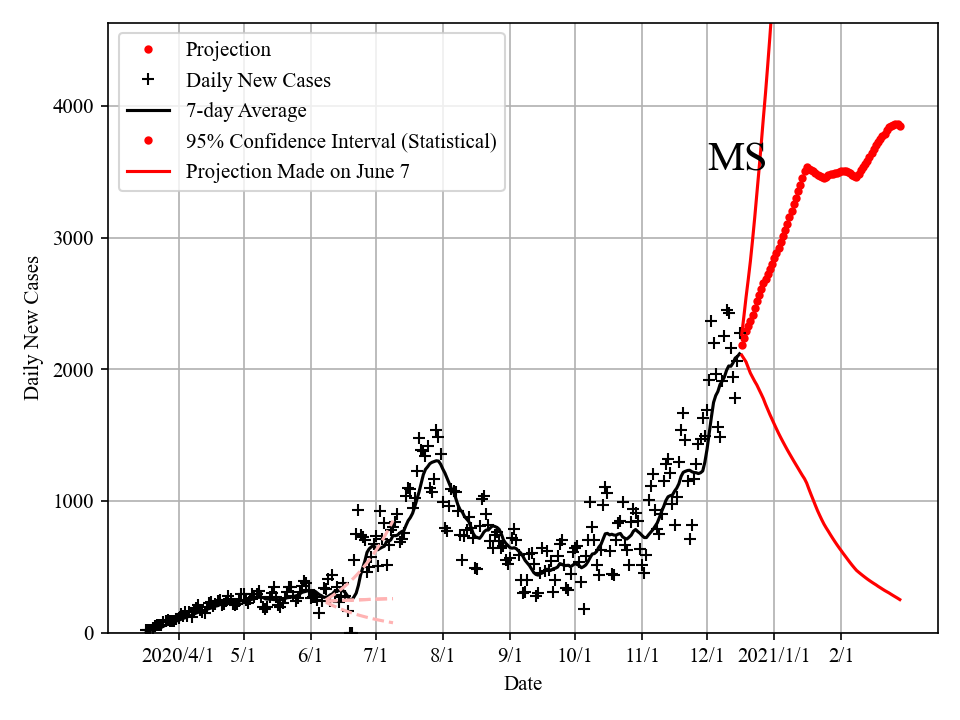 Projection
Daily New Cases
7-day Average
95% Confidence Interval (Statistical)
Projection Made on June 7
MS
Daily New Cases
4000
3000
2000
1000
0
2020/4/1 5/1 6/1 7/1 8/1 9/1 10/1 11/1 12/1 2021/1/1 2/1
Date